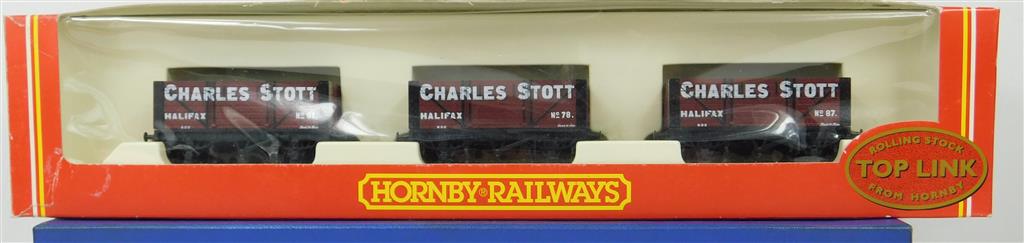 CHARLES STOTT
HALIFAX
CHARLES STOTT
HALIFAX No 78.
CHARLES STOTT
HALIFAX No 87.
HORNBY® RAILWAYS
ROLLING STOCK
TOP LINK
FROM HORNBY